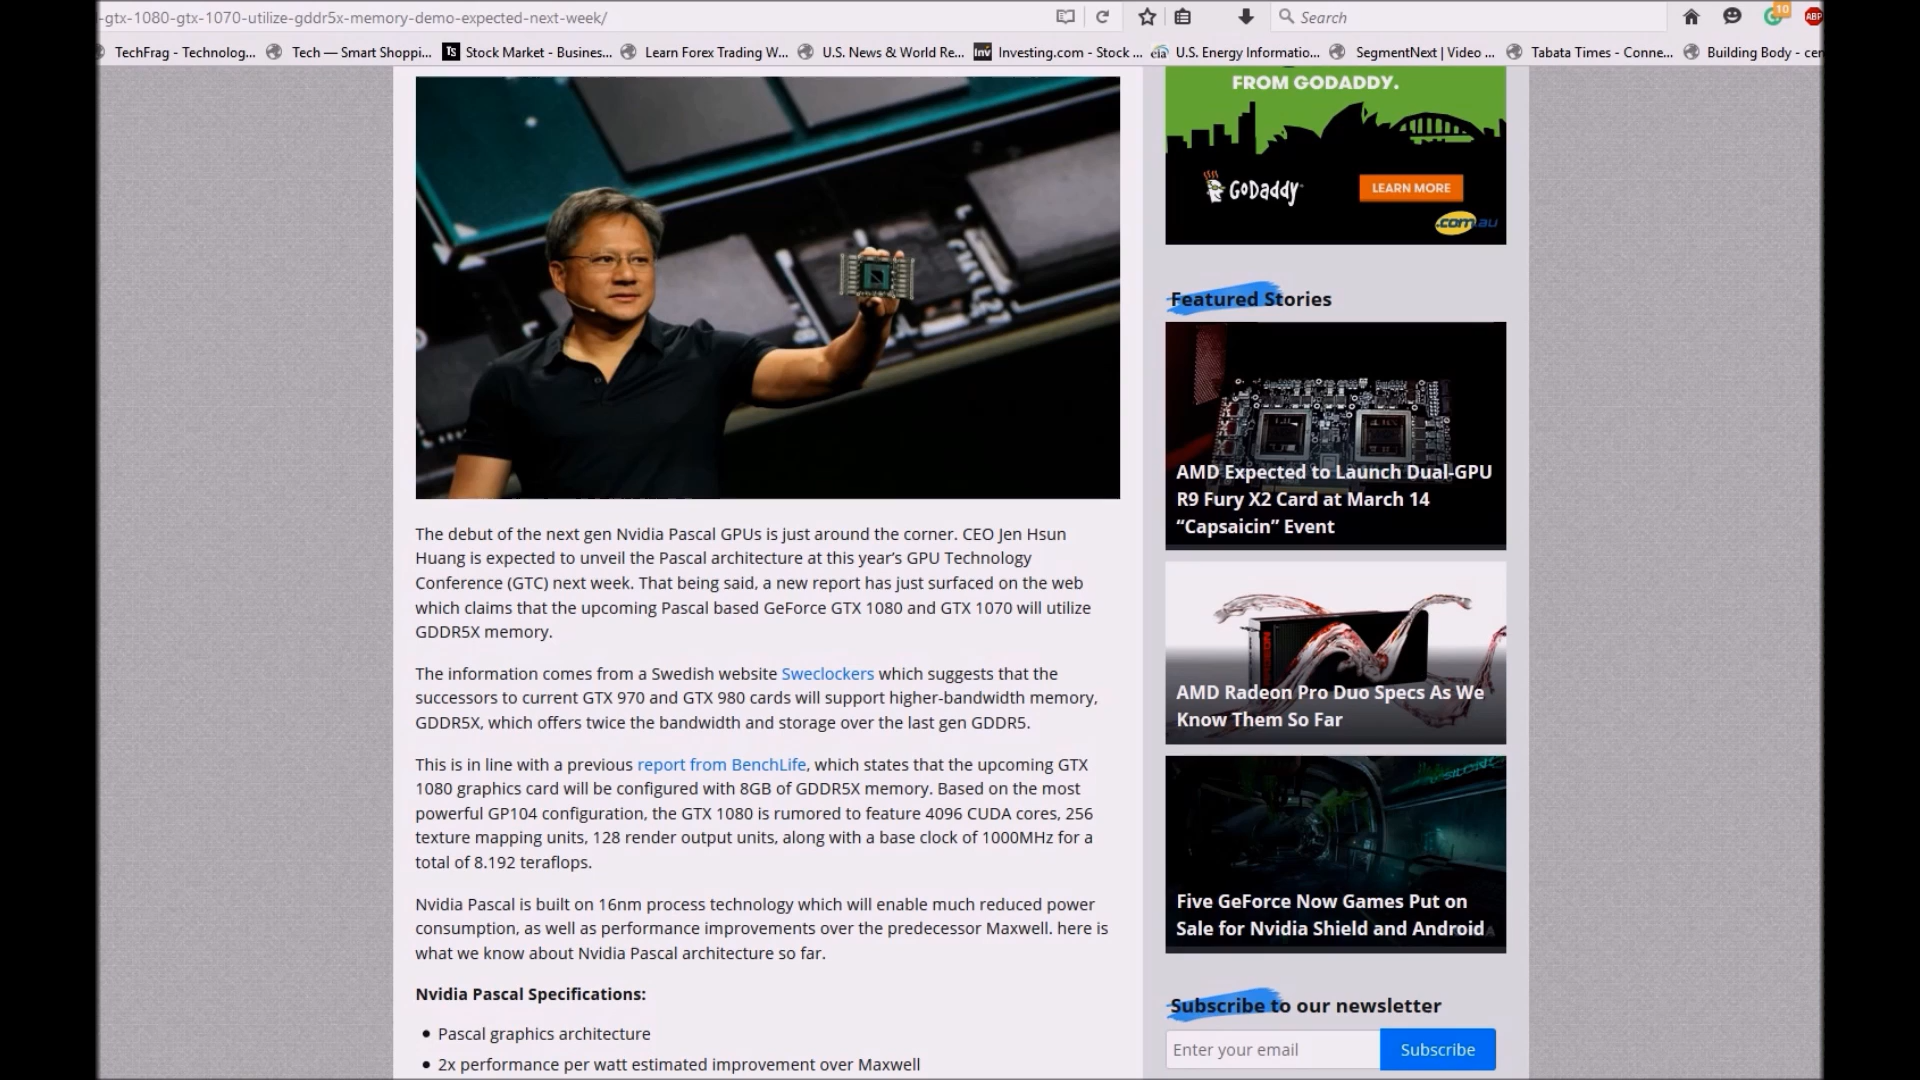 -gtx-1080-gtx-1070-utilize-gddr5x-memory-demo-expected-next-week/
Search
10
ABP
TechFrag - Technolog...
Tech — Smart Shoppi...
TS
Stock Market - Busines...
Learn Forex Trading W...
U.S. News & World Re...
Inv
Investing.com - Stock ...
eia
U.S. Energy Informatio...
SegmentNext | Video ...
Tabata Times - Conne...
Building Body - cen
FROM GODADDY.
GoDaddy
LEARN MORE
.com.au
The debut of the next gen Nvidia Pascal GPUs is just around the corner. CEO Jen Hsun
Huang is expected to unveil the Pascal architecture at this year’s GPU Technology
Conference (GTC) next week. That being said, a new report has just surfaced on the web
which claims that the upcoming Pascal based GeForce GTX 1080 and GTX 1070 will utilize
GDDR5X memory.
The information comes from a Swedish website Sweclockers which suggests that the
successors to current GTX 970 and GTX 980 cards will support higher-bandwidth memory,
GDDR5X, which offers twice the bandwidth and storage over the last gen GDDR5.
This is in line with a previous report from BenchLife, which states that the upcoming GTX
1080 graphics card will be configured with 8GB of GDDR5X memory. Based on the most
powerful GP104 configuration, the GTX 1080 is rumored to feature 4096 CUDA cores, 256
texture mapping units, 128 render output units, along with a base clock of 1000MHz for a
total of 8.192 teraflops.
Nvidia Pascal is built on 16nm process technology which will enable much reduced power
consumption, as well as performance improvements over the predecessor Maxwell. here is
what we know about Nvidia Pascal architecture so far.
Nvidia Pascal Specifications:
• Pascal graphics architecture
• 2x performance per watt estimated improvement over Maxwell
Featured Stories
AMD Expected to Launch Dual-GPU
R9 Fury X2 Card at March 14
“Capsaicin” Event
RADEON
AMD Radeon Pro Duo Specs As We
Know Them So Far
Five GeForce Now Games Put on
Sale for Nvidia Shield and Android
Subscribe to our newsletter
Enter your email
Subscribe